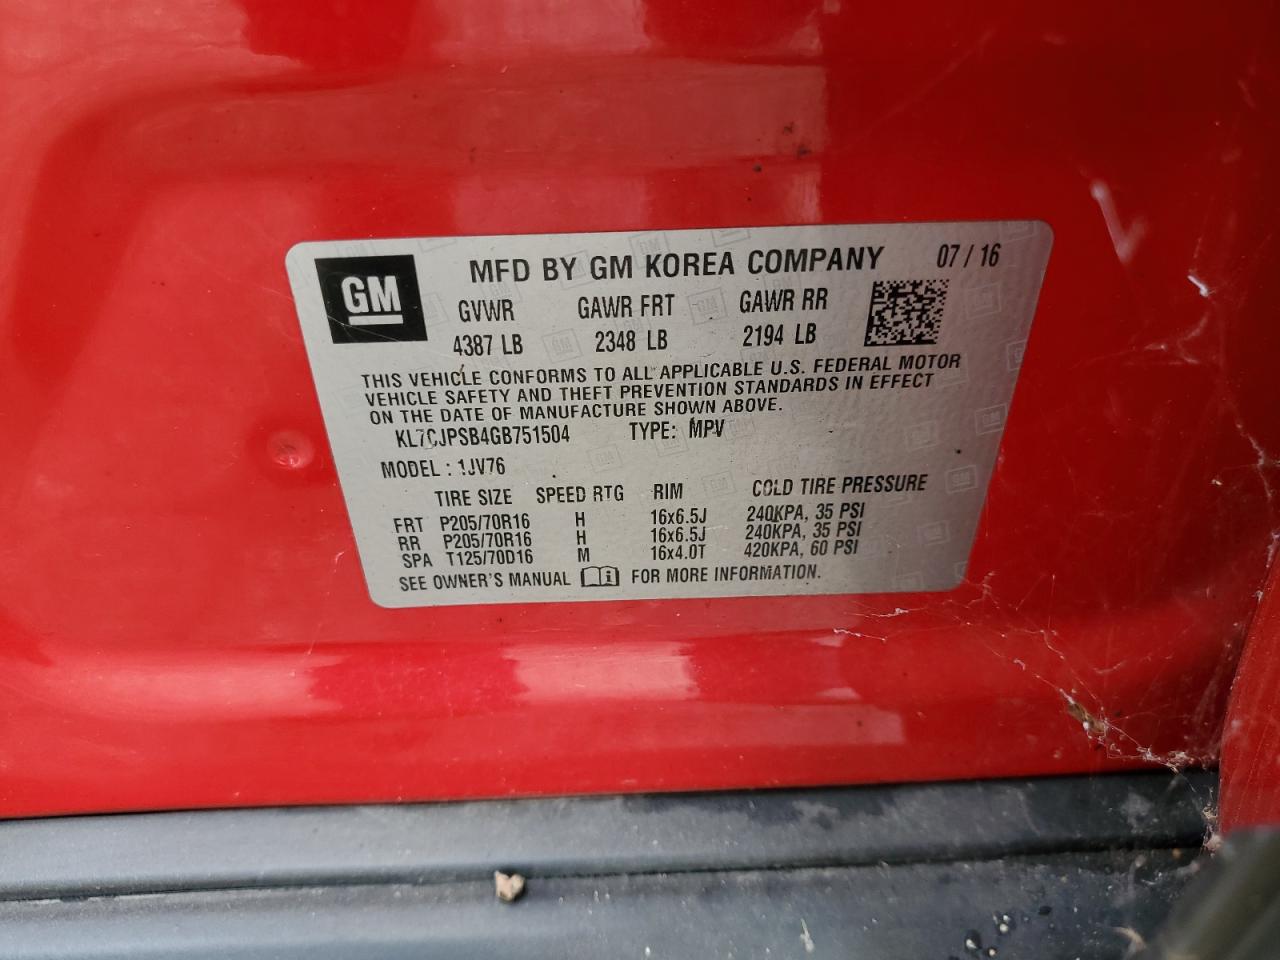 GM
MFD BY GM KOREA COMPANY 07 / 16
GVWR GAWR FRT GAWR RR
4387 LB 2348 LB 2194 LB
THIS VEHICLE CONFORMS TO ALL APPLICABLE U.S. FEDERAL MOTOR
VEHICLE SAFETY AND THEFT PREVENTION STANDARDS IN EFFECT
ON THE DATE OF MANUFACTURE SHOWN ABOVE.
KL7CJPSB4GB751504 TYPE: MPV
MODEL : 1JV76
TIRE SIZE SPEED RTG RIM COLD TIRE PRESSURE
FRT P205/70R16 H 16x6.5J 240KPA, 35 PSI
RR P205/70R16 H 16x6.5J 240KPA, 35 PSI
SPA T125/70D16 M 16x4.0T 420KPA, 60 PSI
SEE OWNER'S MANUAL FOR MORE INFORMATION.